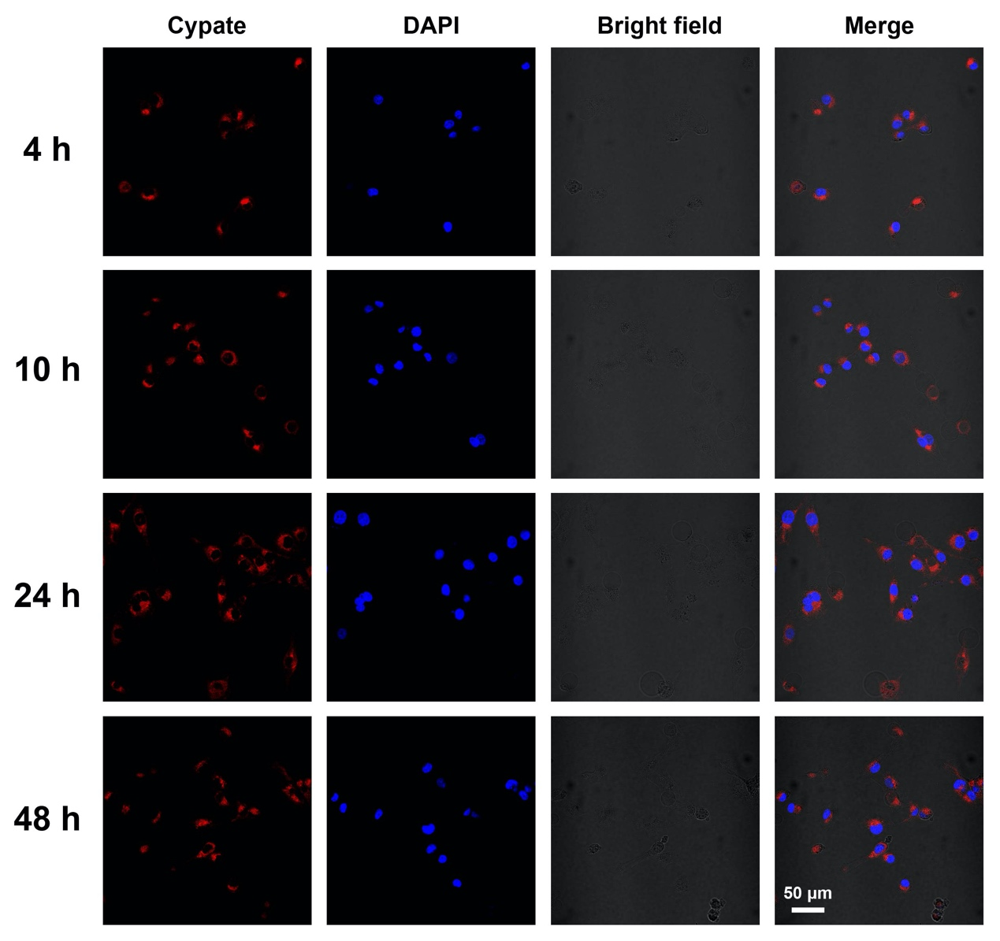 Cypate DAPI Bright field Merge
4 h
10 h
24 h
48 h
50 µm